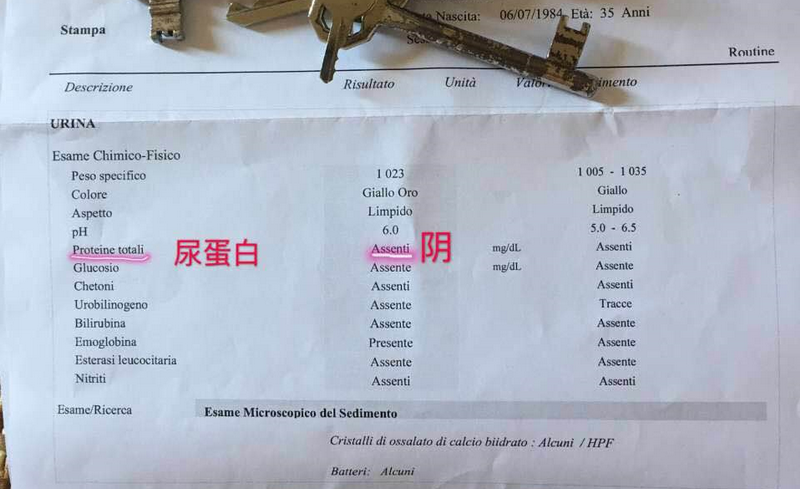 Nascita: 06/07/1984 Età: 35 Anni
Stampa
Routine
Descrizione Risultato Unità
URINA
Esame Chimico-Fisico
Peso specifico 1 023 1 005 - 1 035
Colore Giallo Oro Giallo
Aspetto Limpido Limpido
pH 6.0 5.0 - 6.5
Proteine totali 尿蛋白 Assenti 阴 mg/dL Assenti
Glucosio Assente mg/dL Assente
Chetoni Assenti Assenti
Urobilinogeno Assente Tracce
Bilirubina Assente Assente
Emoglobina Presente Assente
Esterasi leucocitaria Assente Assente
Nitriti Assenti Assenti
Esame/Ricerca Esame Microscopico del Sedimento
Cristalli di ossalato di calcio biidrato : Alcuni / HPF
Batteri: Alcuni